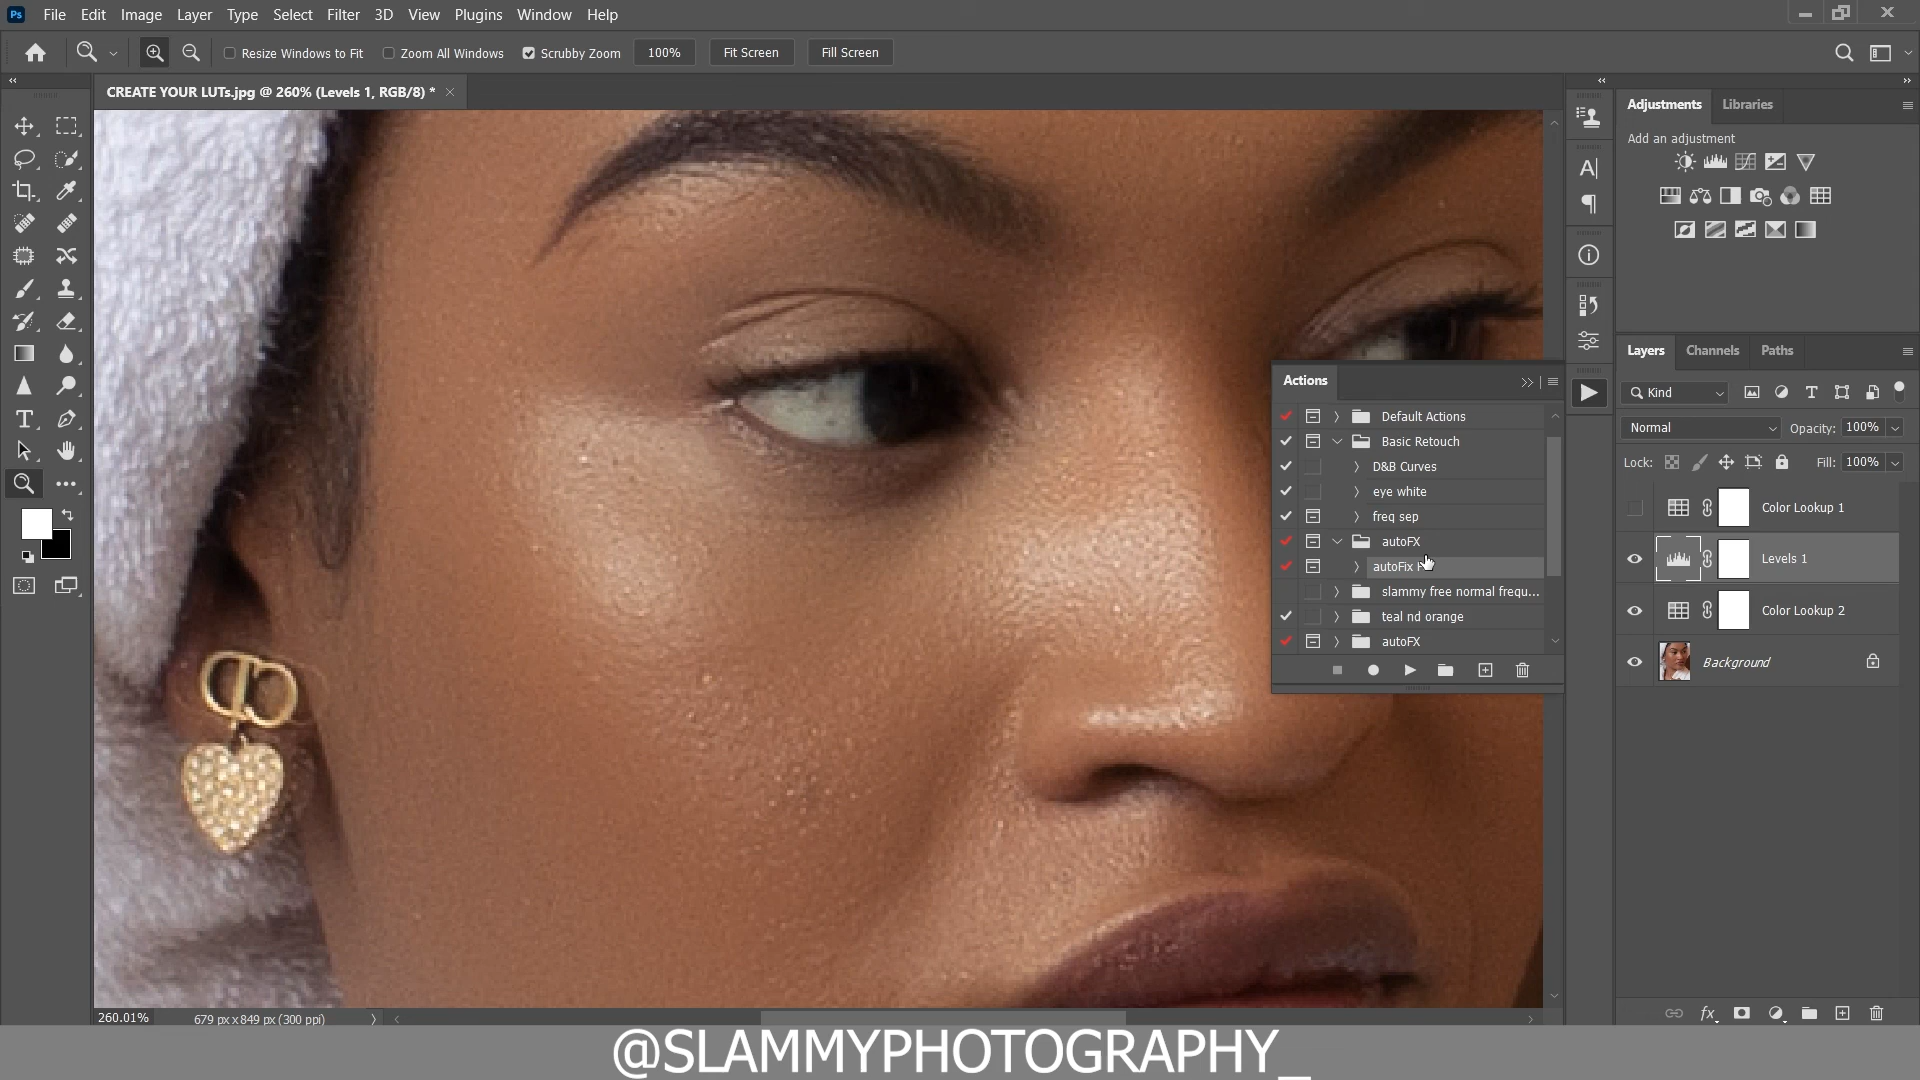 Ps File Edit Image Layer Type Select Filter 3D View Plugins Window Help
Resize Windows to Fit Zoom All Windows Scrubby Zoom 100% Fit Screen Fill Screen
CREATE YOUR LUTs.jpg @ 260% (Levels 1, RGB/8) *
Adjustments Libraries
Add an adjustment
Layers Channels Paths
Kind
Normal Opacity: 100%
Lock: Fill: 100%
Color Lookup 1
Levels 1
Color Lookup 2
Background
Actions
Default Actions
Basic Retouch
D&B Curves
eye white
freq sep
autoFX
autoFix
slammy free normal frequ...
teal nd orange
autoFX
260.01% 679 px x 849 px (300 ppi)
@SLAMMYPHOTOGRAPHY_